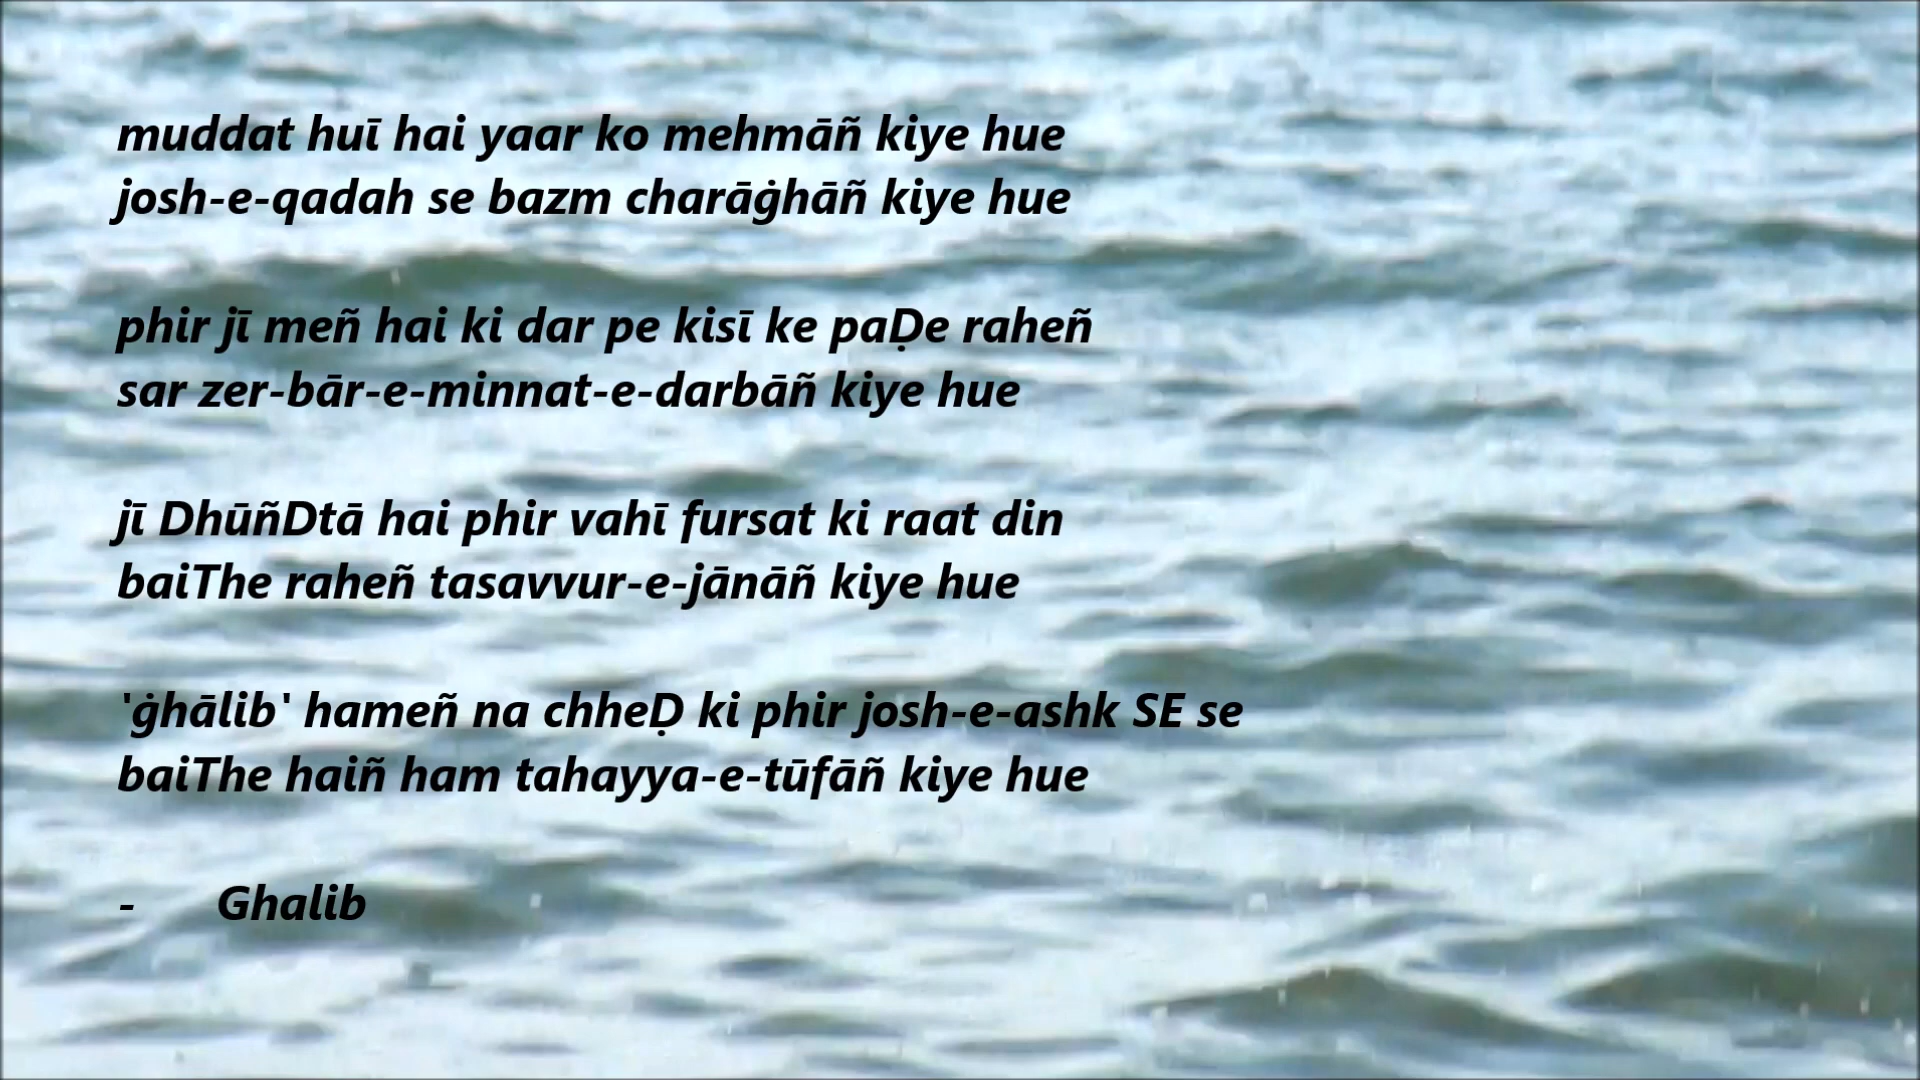 muddat huī hai yaar ko mehmāñ kiye hue
josh-e-qadah se bazm charāġhāñ kiye hue
phir jī meñ hai ki dar pe kisī ke paḌe raheñ
sar zer-bār-e-minnat-e-darbāñ kiye hue
jī DhūñDtā hai phir vahī fursat ki raat din
baiThe raheñ tasavvur-e-jānāñ kiye hue
'ġhālib' hameñ na chheḌ ki phir josh-e-ashk SE se
baiThe haiñ ham tahayya-e-tūfāñ kiye hue
- Ghalib